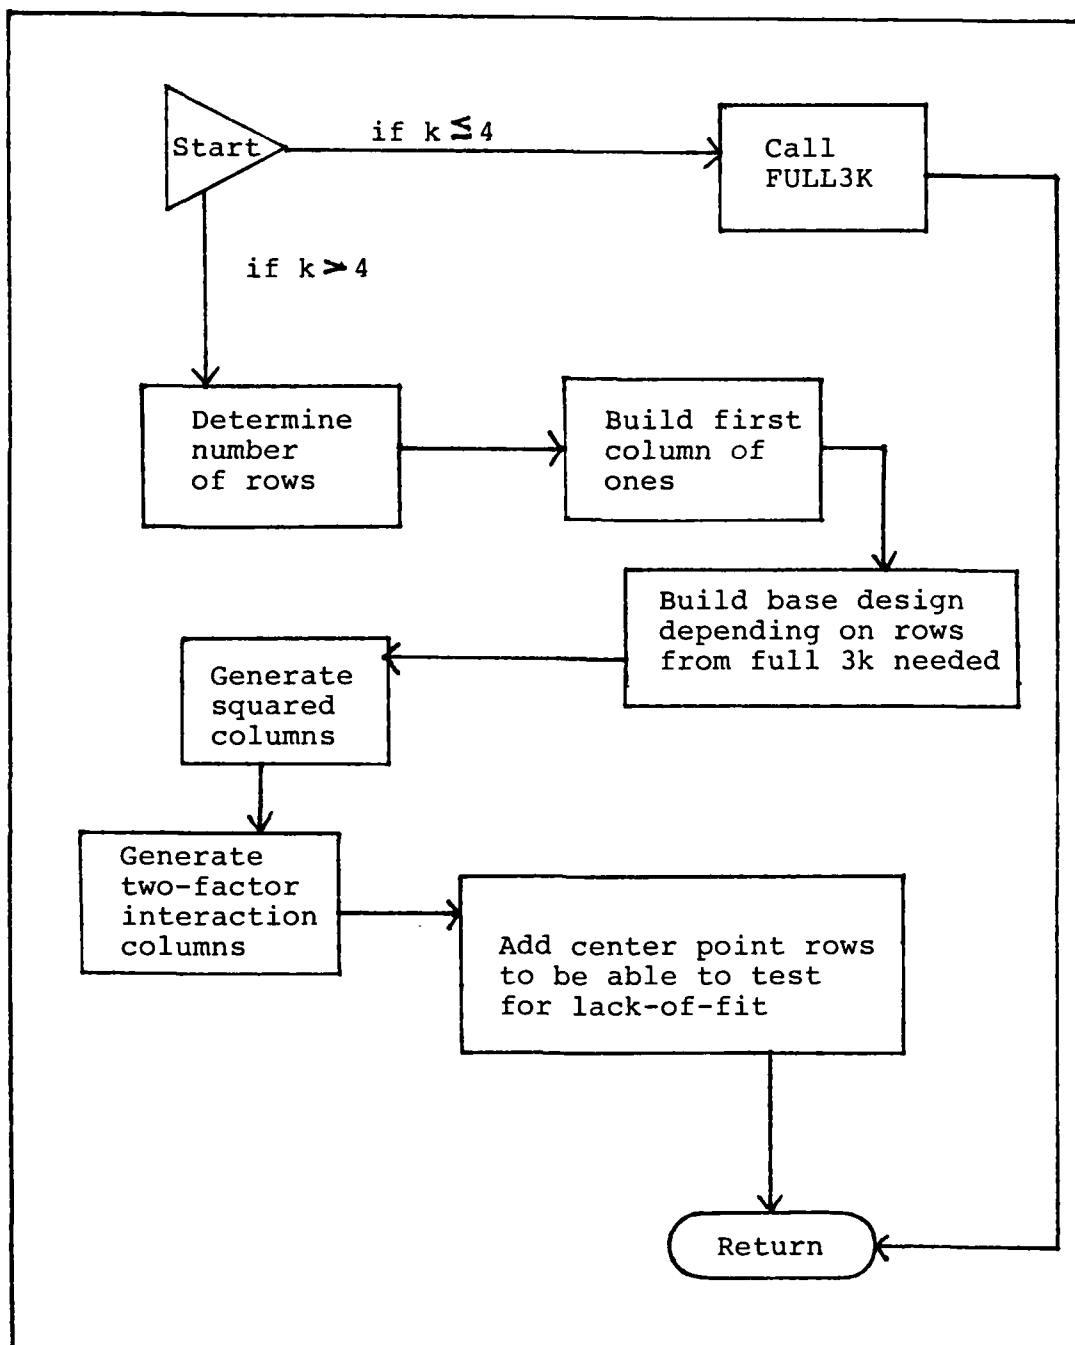 Start
if k ≤ 4
Call
FULL3K
if k > 4
Determine
number
of rows
Build first
column of
ones
Build base design
depending on rows
from full 3k needed
Generate
squared
columns
Generate
two-factor
interaction
columns
Add center point rows
to be able to test
for lack-of-fit
Return